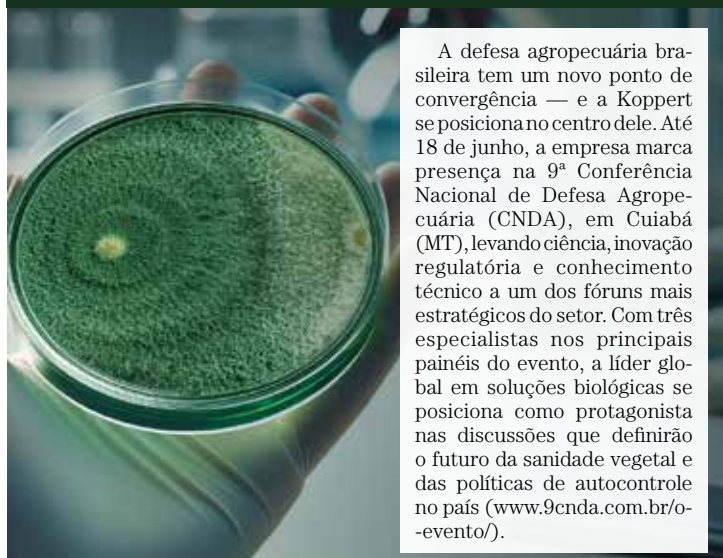 A defesa agropecuária bra-
sileira tem um novo ponto de
convergência — e a Koppert
se posiciona no centro dele. Até
18 de junho, a empresa marca
presença na 9ª Conferência
Nacional de Defesa Agrope-
cuária (CNDA), em Cuiabá
(MT), levando ciência, inovação
regulatória e conhecimento
técnico a um dos fóruns mais
estratégicos do setor. Com três
especialistas nos principais
painéis do evento, a líder glo-
bal em soluções biológicas se
posiciona como protagonista
nas discussões que definirão
o futuro da sanidade vegetal e
das políticas de autocontrole
no país (www.9cnda.com.br/o-
-evento/).